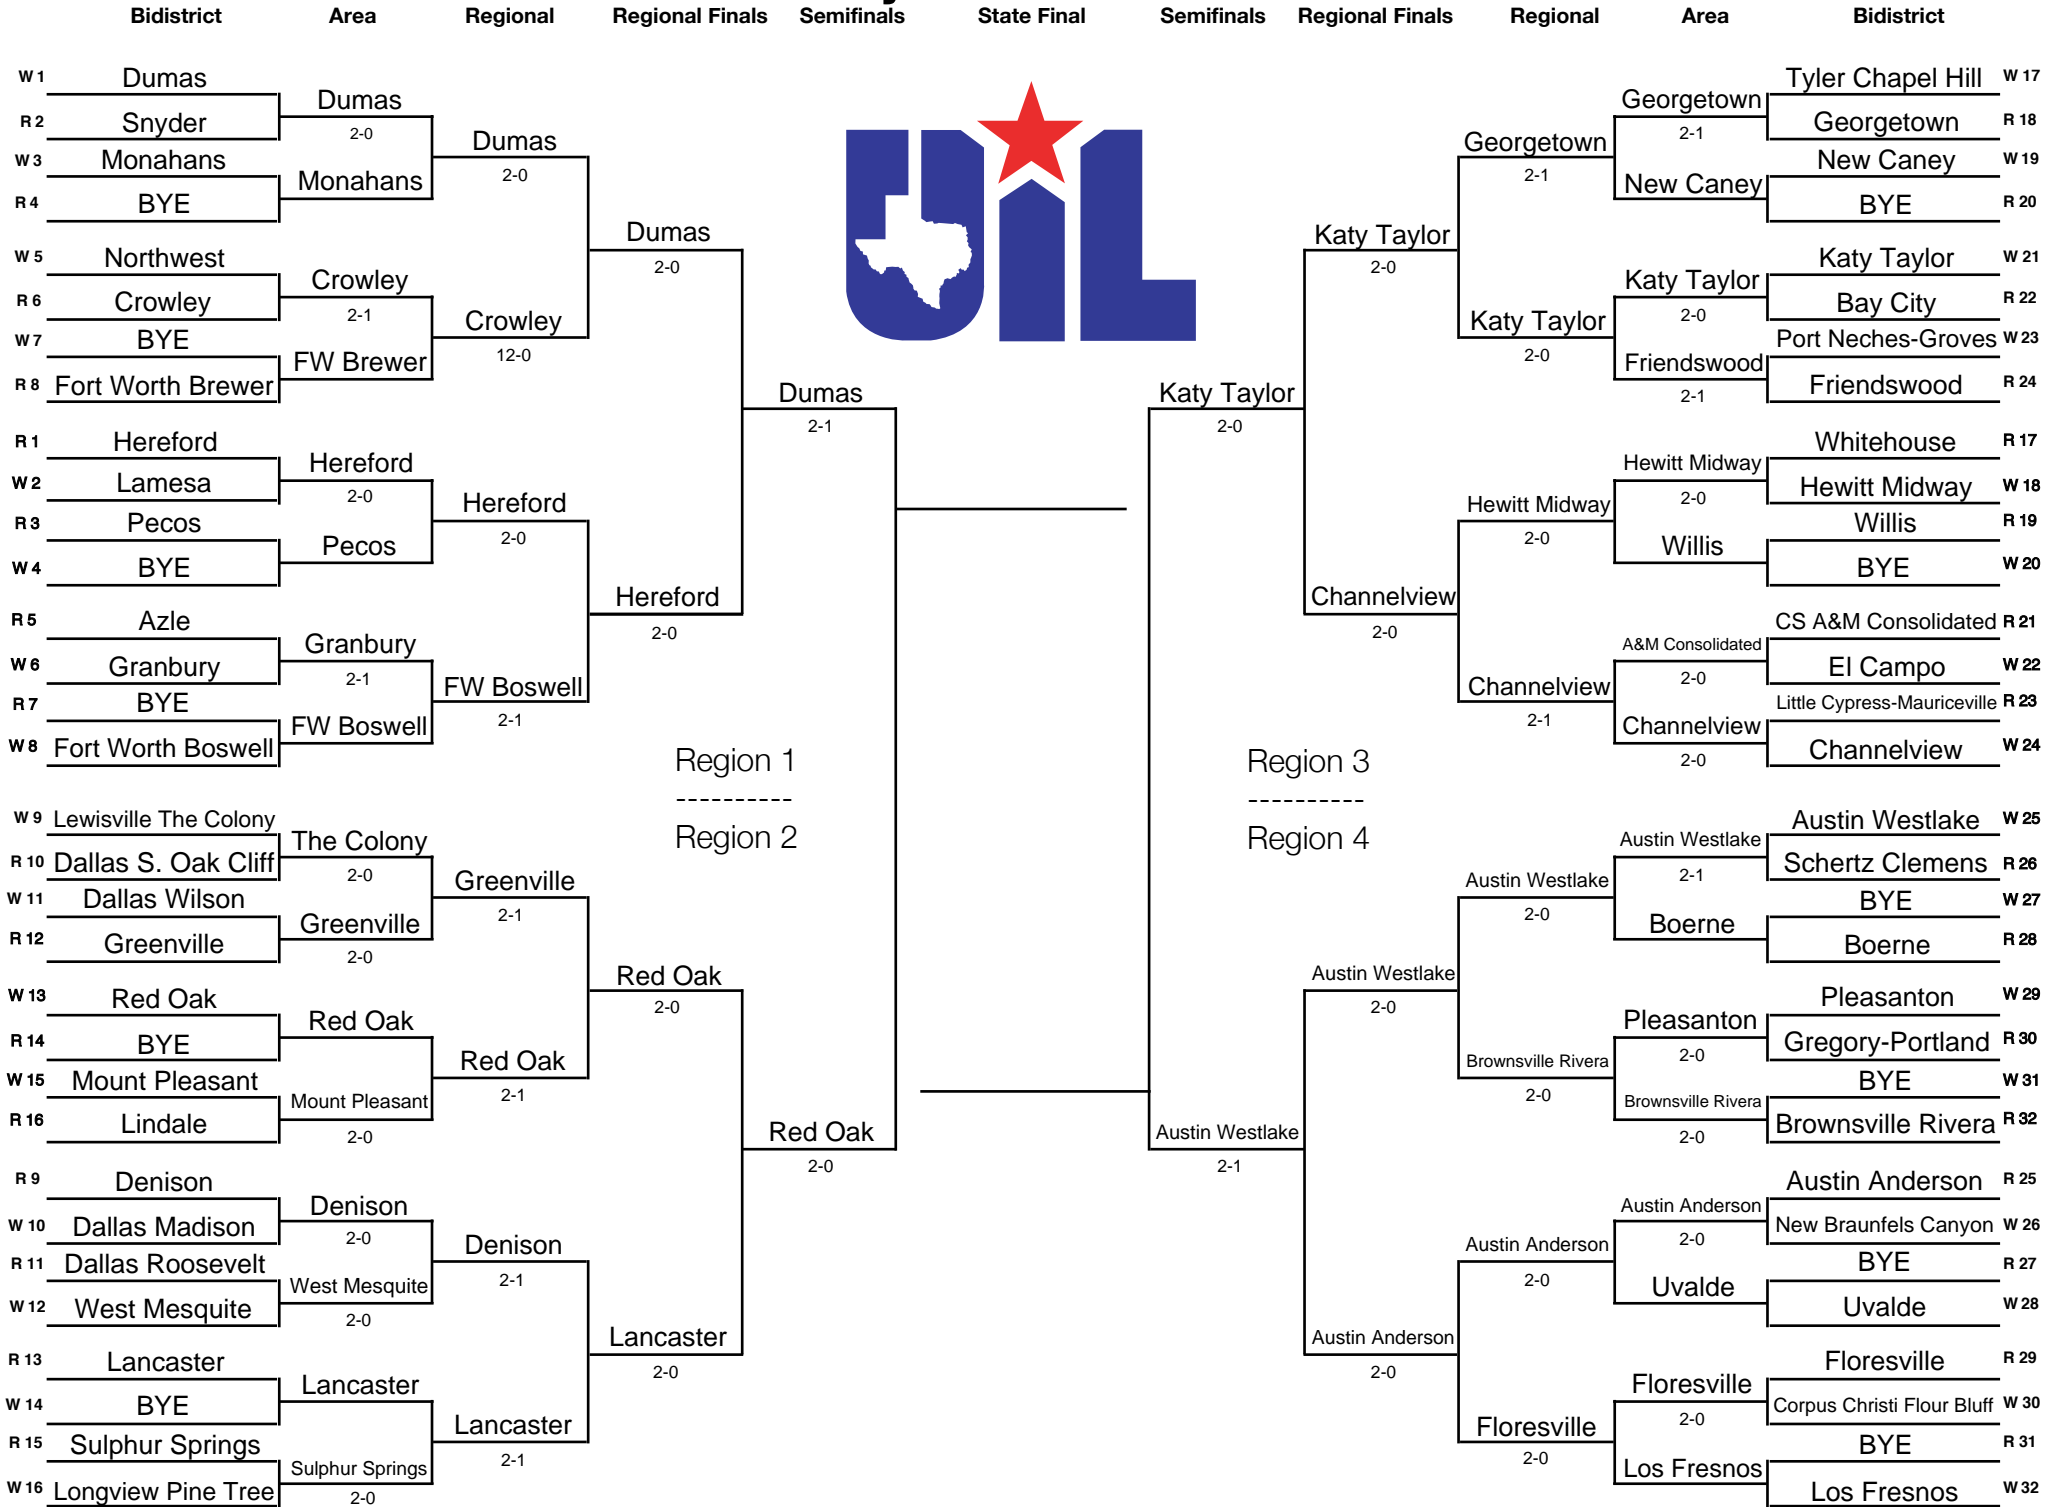 Bidistrict Area Regional Regional Finals Semifinals State Final Semifinals Regional Finals Regional Area Bidistrict
W 1 Dumas
Dumas
R 2 Snyder
2-0
Dumas
W 3 Monahans
2-0
Monahans
R 4 BYE
Dumas
2-0
W 5 Northwest
Crowley
R 6 Crowley
2-1
Crowley
W 7 BYE
12-0
FW Brewer
R 8 Fort Worth Brewer
Dumas
2-1
R 1 Hereford
Hereford
W 2 Lamesa
2-0
Hereford
R 3 Pecos
2-0
Pecos
W 4 BYE
Hereford
2-0
R 5 Azle
Granbury
W 6 Granbury
2-1
FW Boswell
R 7 BYE
2-1
FW Boswell
W 8 Fort Worth Boswell
Region 1
----------
Region 2
W 9 Lewisville The Colony
The Colony
R 10 Dallas S. Oak Cliff
2-0
Greenville
W 11 Dallas Wilson
2-1
Greenville
R 12 Greenville
2-0
Red Oak
2-0
W 13 Red Oak
Red Oak
R 14 BYE
Red Oak
W 15 Mount Pleasant
2-1
Mount Pleasant
R 16 Lindale
2-0
Red Oak
2-0
R 9 Denison
Denison
W 10 Dallas Madison
2-0
Denison
R 11 Dallas Roosevelt
2-1
West Mesquite
W 12 West Mesquite
2-0
Lancaster
2-0
R 13 Lancaster
Lancaster
W 14 BYE
Lancaster
R 15 Sulphur Springs
2-1
Sulphur Springs
W 16 Longview Pine Tree
2-0
UIL
Tyler Chapel Hill W 17
Georgetown
Georgetown R 18
2-1
Georgetown
New Caney W 19
2-1
New Caney
BYE R 20
Katy Taylor
2-0
Katy Taylor W 21
Katy Taylor
Bay City R 22
2-0
Katy Taylor
Port Neches-Groves W 23
2-0
Friendswood
Friendswood R 24
2-1
Katy Taylor
2-0
Whitehouse R 17
Hewitt Midway
Hewitt Midway W 18
2-0
Hewitt Midway
Willis R 19
2-0
Willis
BYE W 20
Channelview
2-0
CS A&M Consolidated R 21
A&M Consolidated
El Campo W 22
2-0
Channelview
Little Cypress-Mauriceville R 23
2-1
Channelview
Channelview W 24
2-0
Region 3
----------
Region 4
Austin Westlake W 25
Austin Westlake
Schertz Clemens R 26
2-1
Austin Westlake
BYE W 27
2-0
Boerne
Boerne R 28
Austin Westlake
2-0
Pleasanton W 29
Pleasanton
Gregory-Portland R 30
2-0
Brownsville Rivera
BYE W 31
2-0
Brownsville Rivera
Brownsville Rivera R 32
2-0
Austin Westlake
2-1
Austin Anderson R 25
Austin Anderson
New Braunfels Canyon W 26
2-0
Austin Anderson
BYE R 27
2-0
Uvalde
Uvalde W 28
Austin Anderson
2-0
Floresville R 29
Floresville
Corpus Christi Flour Bluff W 30
2-0
Floresville
BYE R 31
2-0
Los Fresnos
Los Fresnos W 32